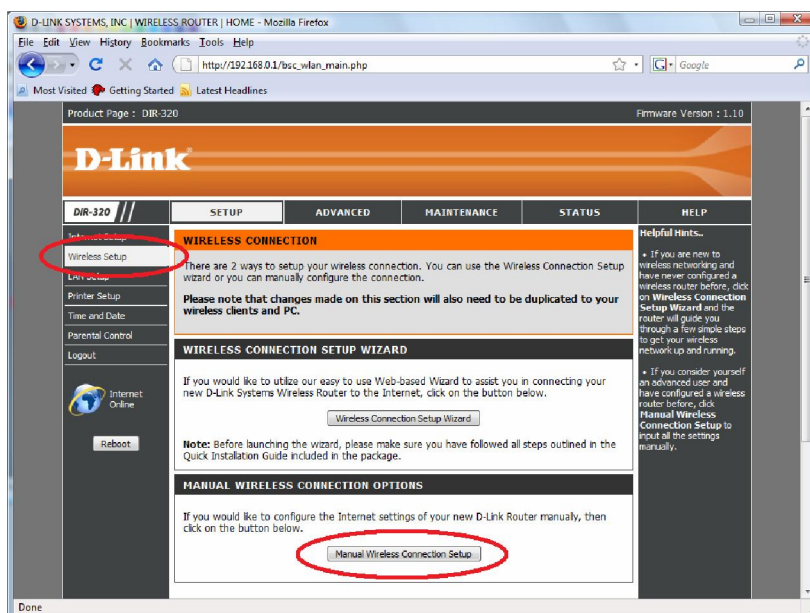 D-LINK SYSTEMS, INC | WIRELESS ROUTER | HOME - Mozilla Firefox
File Edit View History Bookmarks Tools Help
http://192.168.0.1/bsc_wlan_main.php
Google
Most Visited Getting Started Latest Headlines
Product Page : DIR-320
Firmware Version : 1.10
D-Link
DIR-320
SETUP
ADVANCED
MAINTENANCE
STATUS
HELP
Internet Setup
Wireless Setup
LAN Setup
Printer Setup
Time and Date
Parental Control
Logout
Internet
Online
Reboot
WIRELESS CONNECTION
There are 2 ways to setup your wireless connection. You can use the Wireless Connection Setup
wizard or you can manually configure the connection.
Please note that changes made on this section will also need to be duplicated to your
wireless clients and PC.
WIRELESS CONNECTION SETUP WIZARD
If you would like to utilize our easy to use Web-based Wizard to assist you in connecting your
new D-Link Systems Wireless Router to the Internet, click on the button below.
Wireless Connection Setup Wizard
Note: Before launching the wizard, please make sure you have followed all steps outlined in the
Quick Installation Guide included in the package.
MANUAL WIRELESS CONNECTION OPTIONS
If you would like to configure the Internet settings of your new D-Link Router manually, then
click on the button below.
Manual Wireless Connection Setup
Helpful Hints..
• If you are new to
wireless networking and
have never configured a
wireless router before, click
on Wireless Connection
Setup Wizard and the
router will guide you
through a few simple steps
to get your wireless
network up and running.
• If you consider yourself
an advanced user and
have configured a wireless
router before, click
Manual Wireless
Connection Setup to
input all the settings
manually.
Done